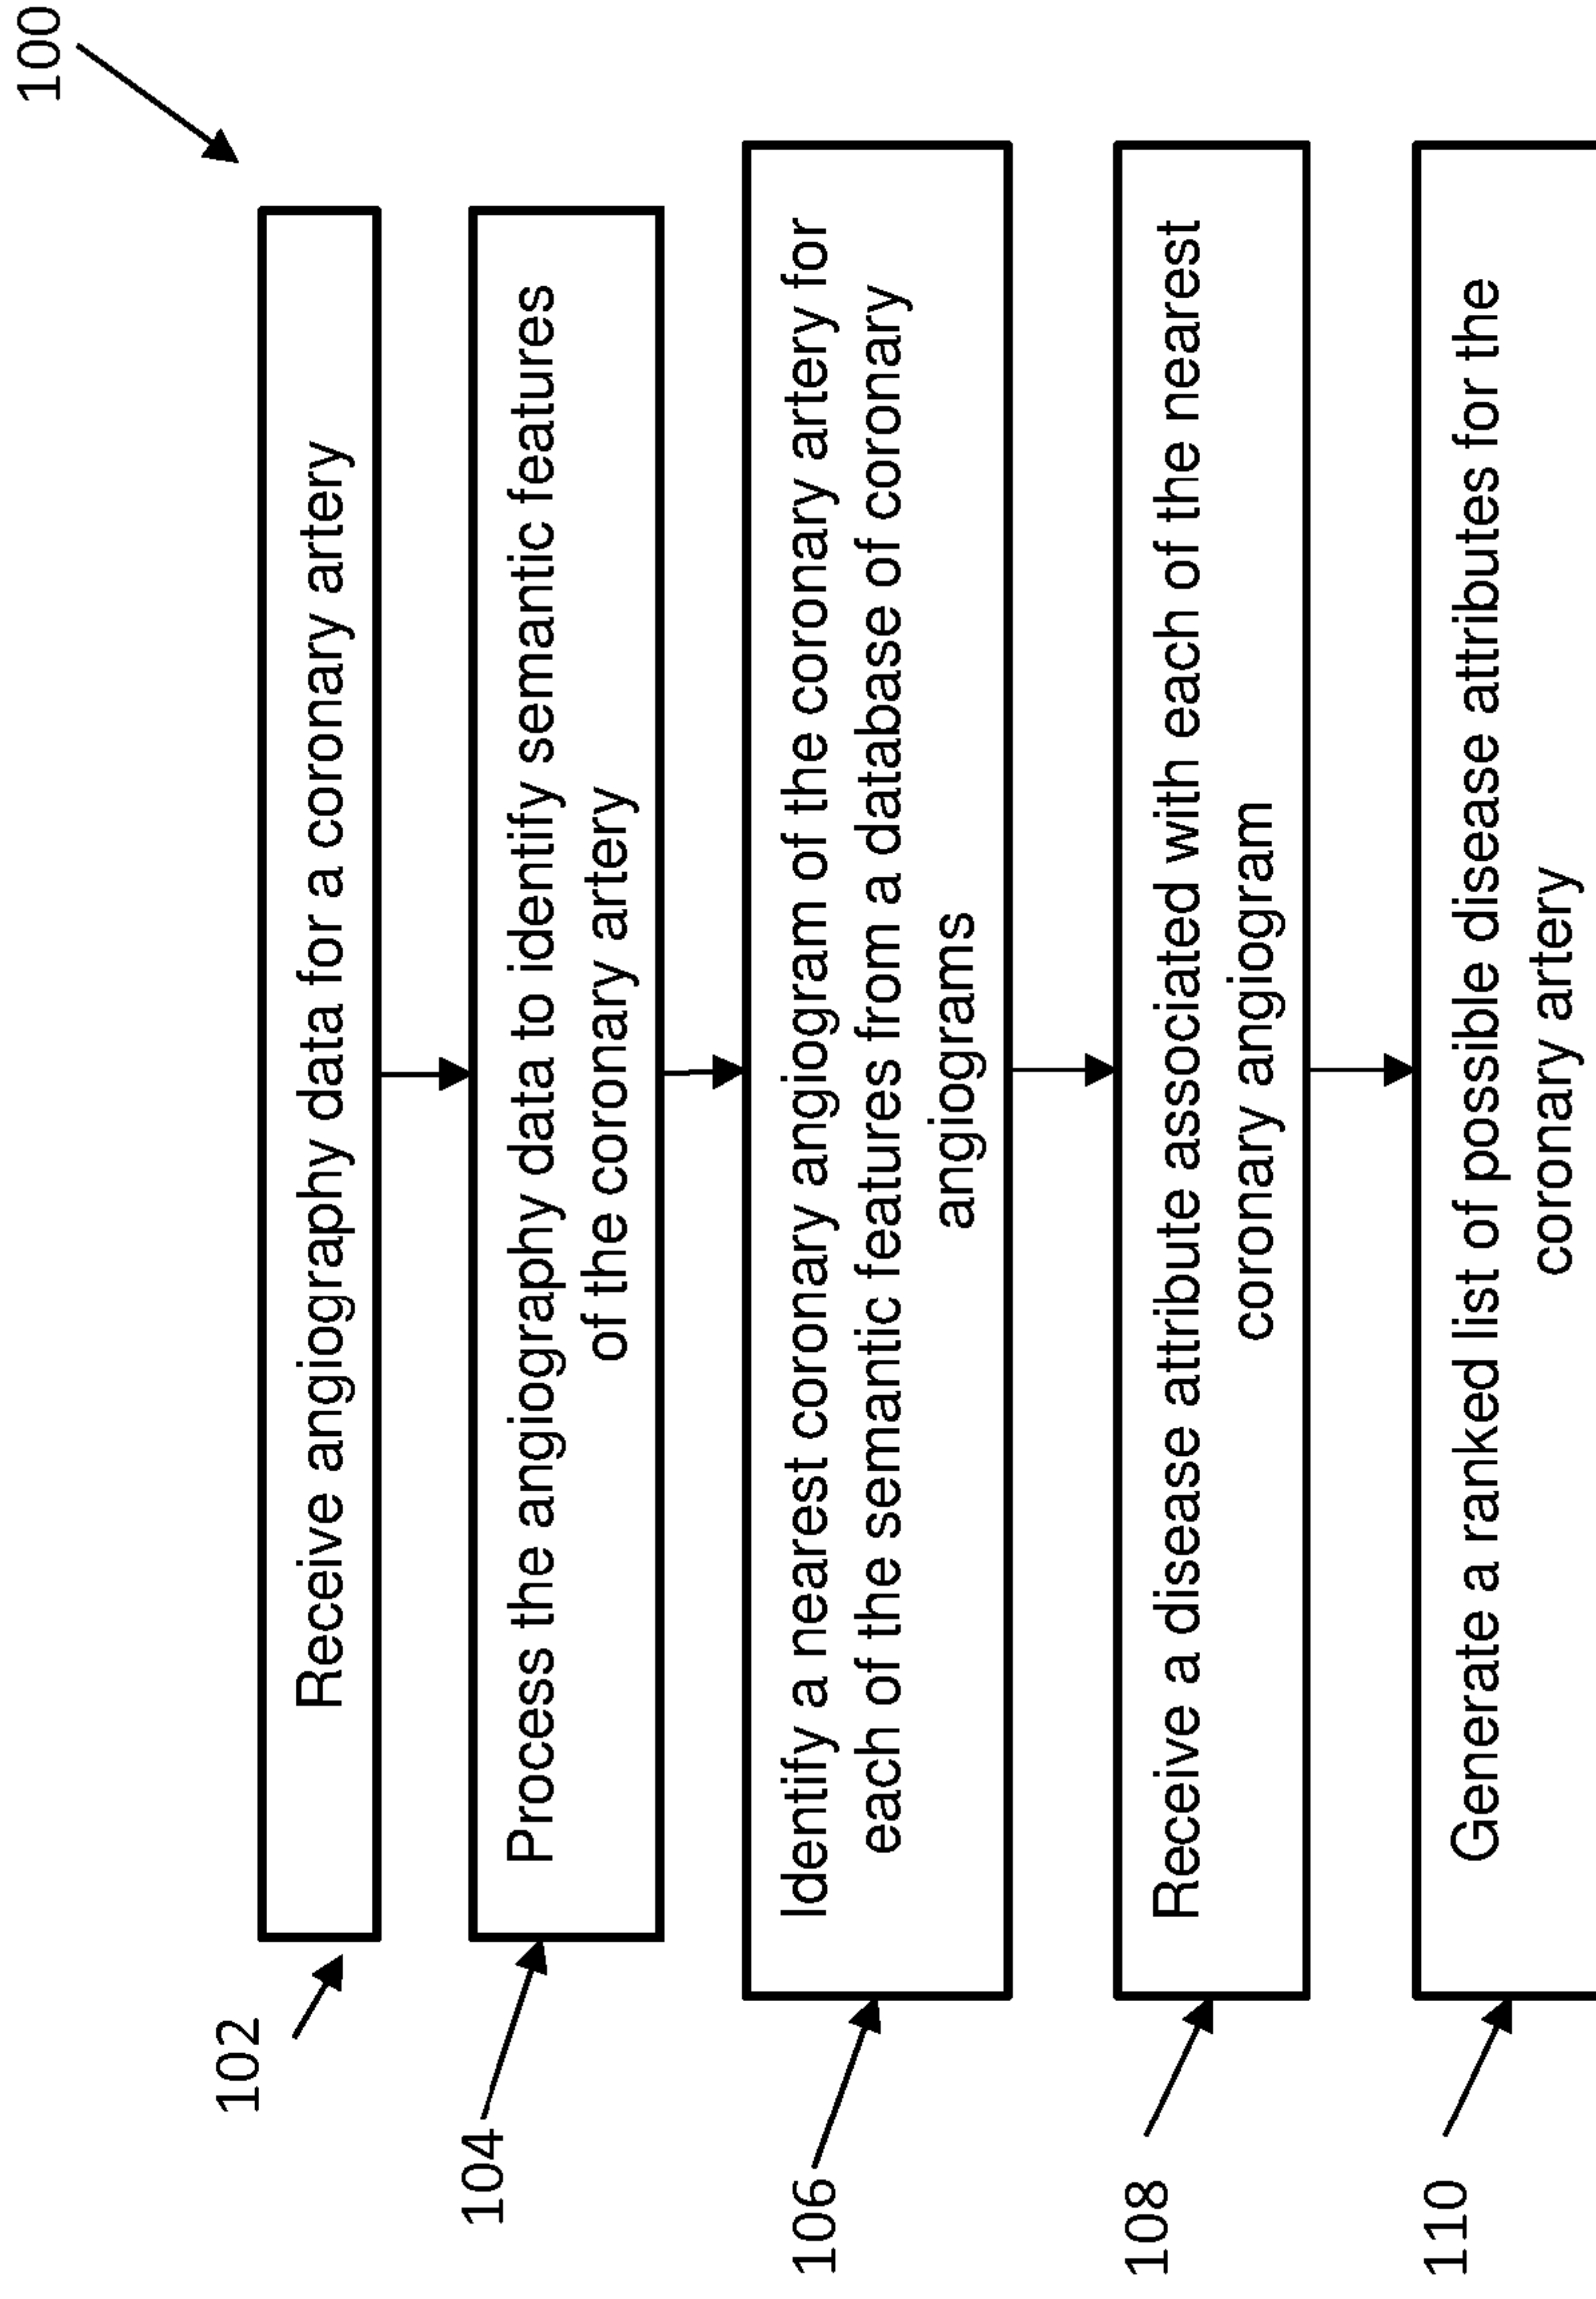 100
102
Receive angiography data for a coronary artery
104
Process the angiography data to identify semantic features
of the coronary artery
106
Identify a nearest coronary angiogram of the coronary artery for
each of the semantic features from a database of coronary
angiograms
108
Receive a disease attribute associated with each of the nearest
coronary angiogram
110
Generate a ranked list of possible disease attributes for the
coronary artery